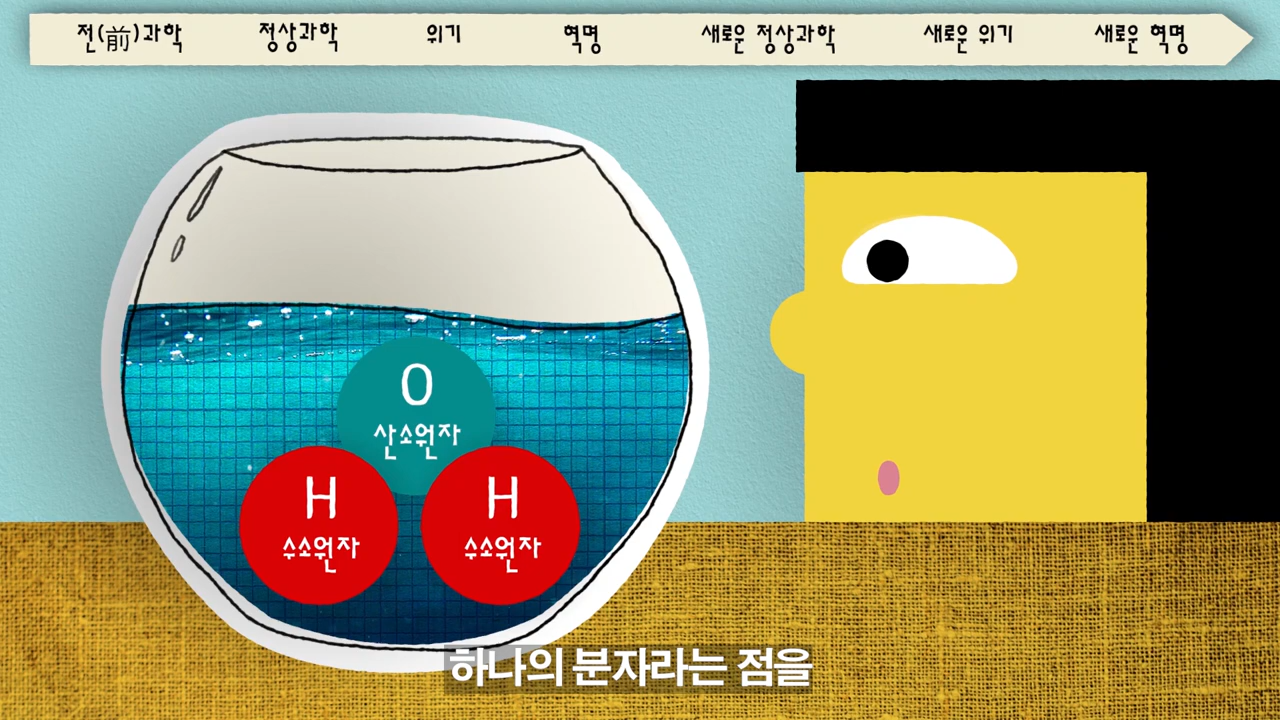 전(前)과학 정상과학 위기 혁명 새로운 정상과학 새로운 위기 새로운 혁명
O
산소원자
H H
수소원자 수소원자
하나의 분자라는 점을